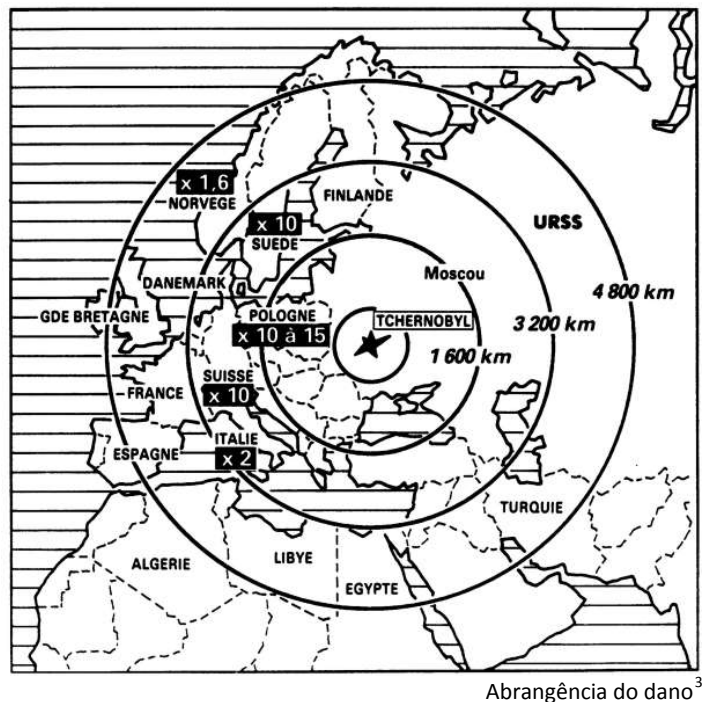 x 1,6
NORVEGE
FINLANDE
x 10
SUEDE
URSS
Moscou
DANEMARK
4 800 km
GDE BRETAGNE
POLOGNE
TCHERNOBYL
3 200 km
x 10 à 15
1 600 km
SUISSE
x 10
FRANCE
ITALIE
ESPAGNE
x 2
TURQUIE
LIBYE
ALGERIE
EGYPTE
Abrangência do dano3